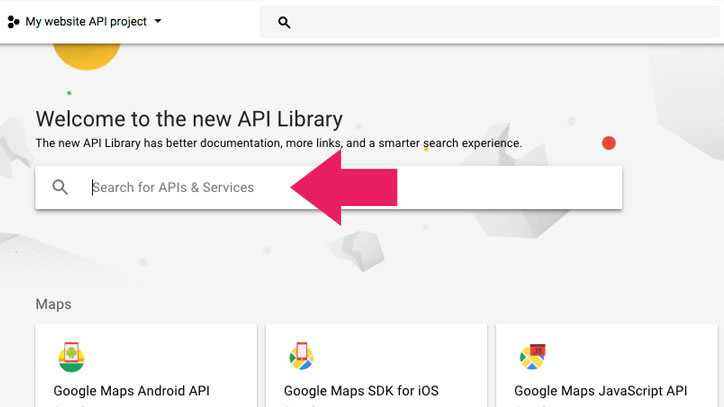 My website API project
Welcome to the new API Library
The new API Library has better documentation, more links, and a smarter search experience.
Search for APIs & Services
Maps
Google Maps Android API
Google Maps SDK for iOS
Google Maps JavaScript API